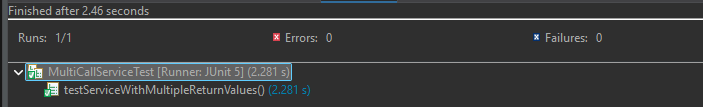 Finished after 2.46 seconds
Runs: 1/1 Errors: 0 Failures: 0
MultiCallServiceTest [Runner: JUnit 5] (2.281 s)
testServiceWithMultipleReturnValues() (2.281 s)